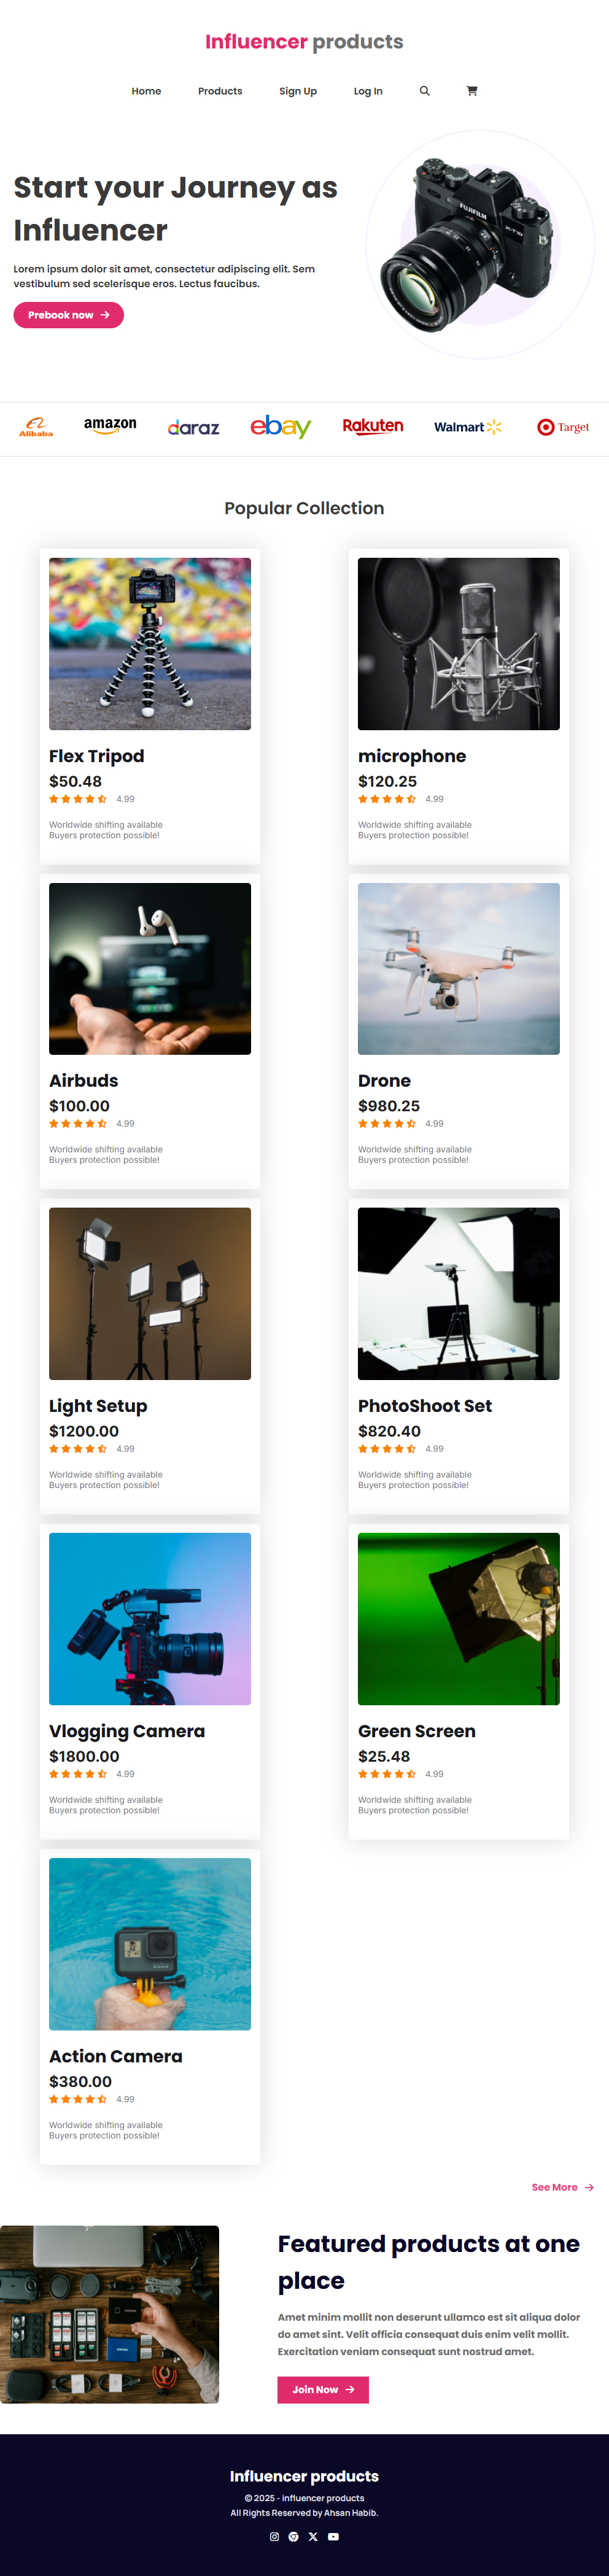 Influencer products
Home Products Sign Up Log In
Start your Journey as
Influencer
Lorem ipsum dolor sit amet, consectetur adipiscing elit. Sem
vestibulum sed scelerisque eros. Lectus faucibus.
Prebook now
FUJIFILM
X-T10
Alibaba amazon daraz ebay Rakuten Walmart Target
Popular Collection
Flex Tripod
$50.48
4.99
Worldwide shifting available
Buyers protection possible!
microphone
$120.25
4.99
Worldwide shifting available
Buyers protection possible!
Airbuds
$100.00
4.99
Worldwide shifting available
Buyers protection possible!
Drone
$980.25
4.99
Worldwide shifting available
Buyers protection possible!
Light Setup
$1200.00
4.99
Worldwide shifting available
Buyers protection possible!
PhotoShoot Set
$820.40
4.99
Worldwide shifting available
Buyers protection possible!
Vlogging Camera
$1800.00
4.99
Worldwide shifting available
Buyers protection possible!
Green Screen
$25.48
4.99
Worldwide shifting available
Buyers protection possible!
Action Camera
$380.00
4.99
Worldwide shifting available
Buyers protection possible!
See More
Featured products at one
place
Amet minim mollit non deserunt ullamco est sit aliqua dolor
do amet sint. Velit officia consequat duis enim velit mollit.
Exercitation veniam consequat sunt nostrud amet.
Join Now
Influencer products
© 2025 - influencer products
All Rights Reserved by Ahsan Habib.